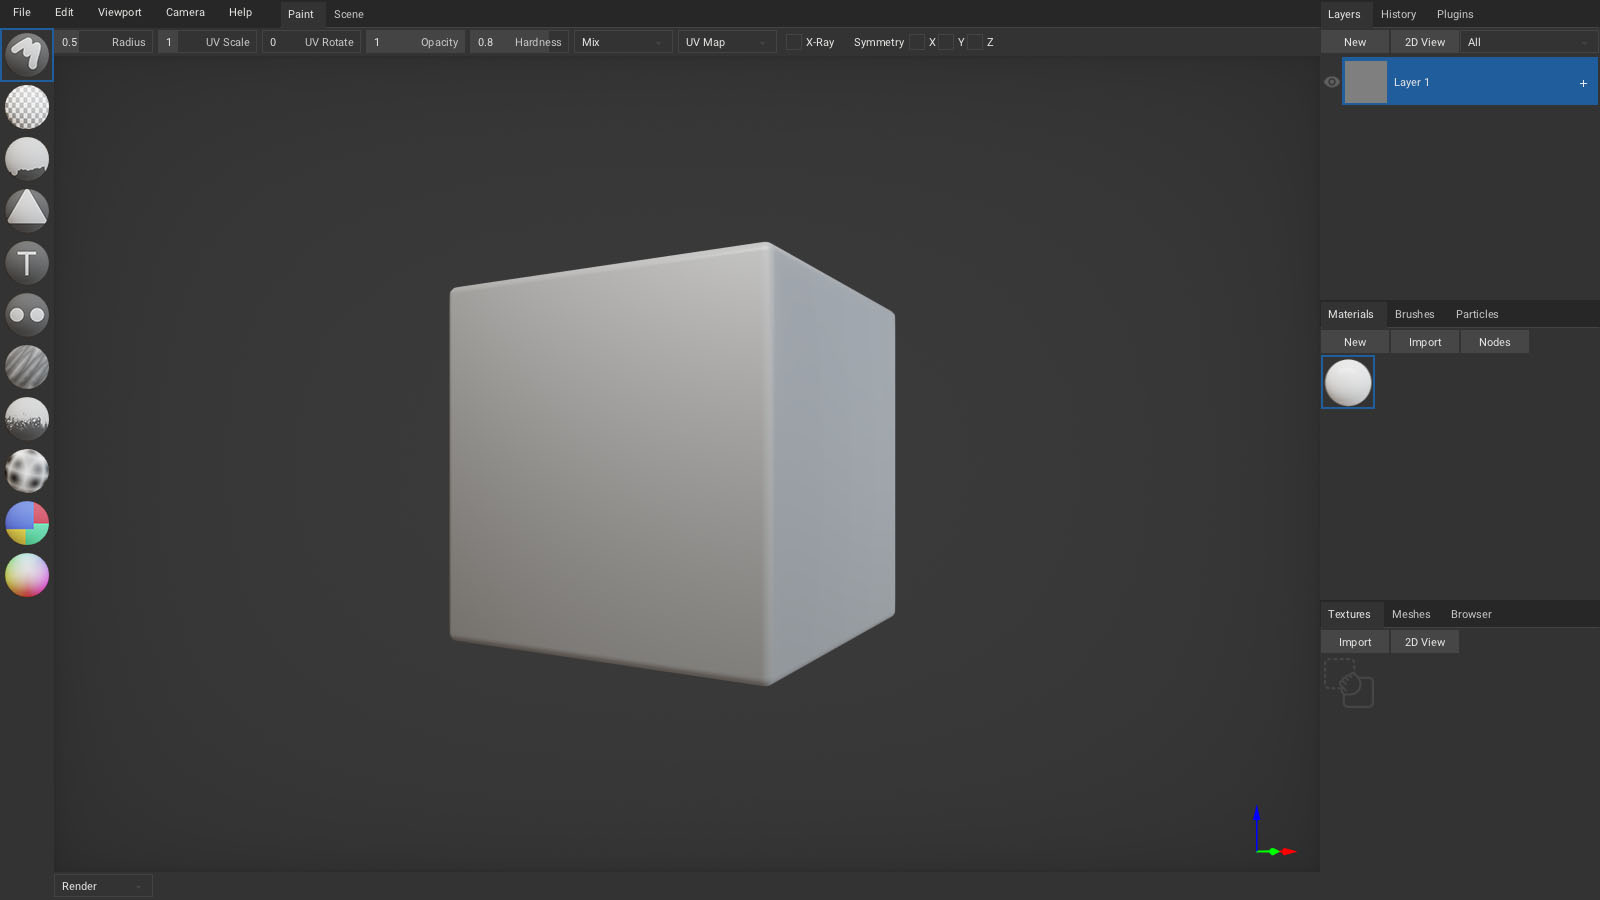 File Edit Viewport Camera Help Paint Scene
0.5 Radius 1 UV Scale 0 UV Rotate 1 Opacity 0.8 Hardness Mix UV Map X-Ray Symmetry X Y Z
T
Render
Layers History Plugins
New 2D View All
Layer 1 +
Materials Brushes Particles
New Import Nodes
Textures Meshes Browser
Import 2D View